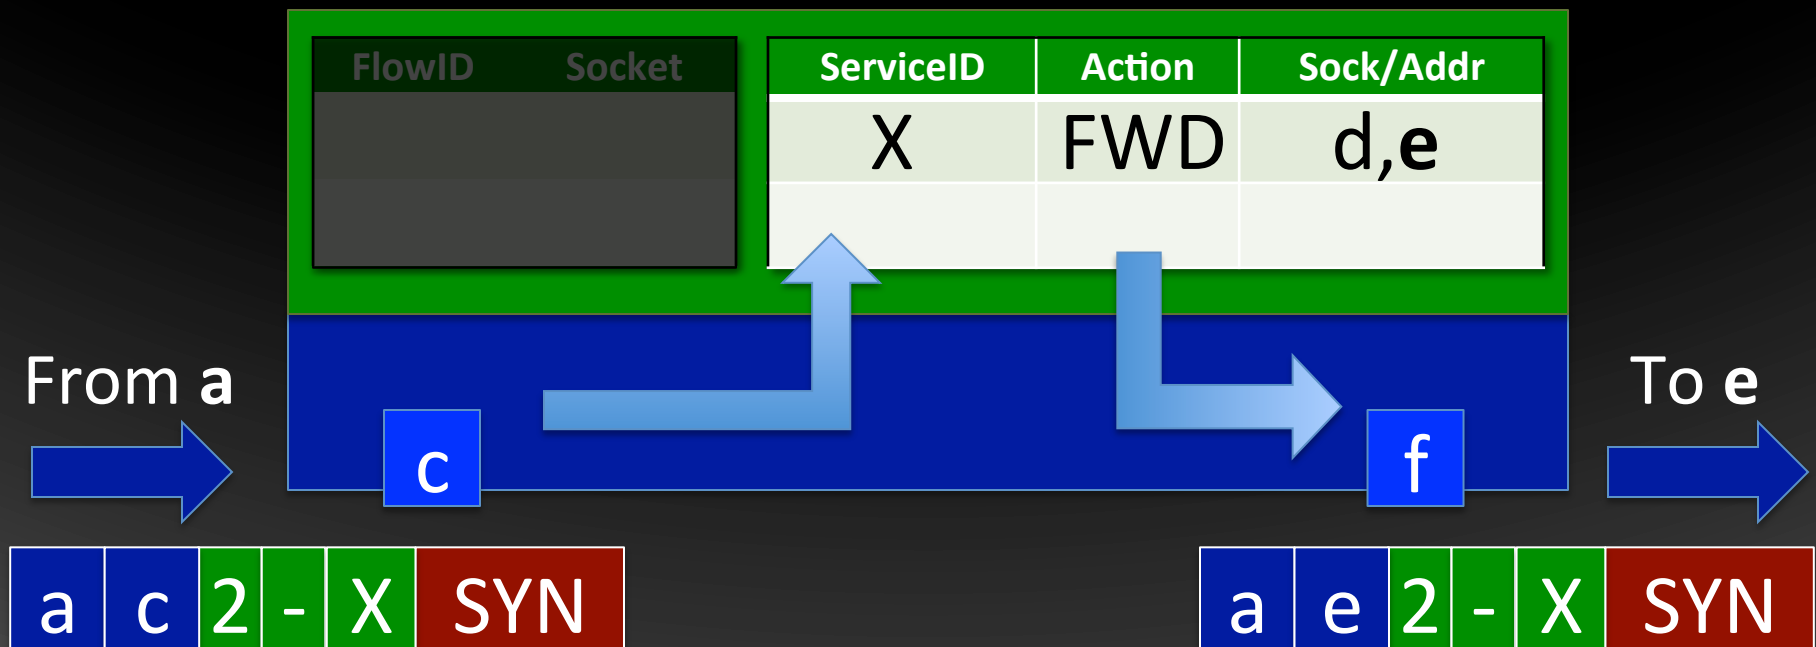 FlowID Socket
ServiceID Action Sock/Addr
X FWD d,e
From a
To e
c
f
a c 2 - X SYN
a e 2 - X SYN